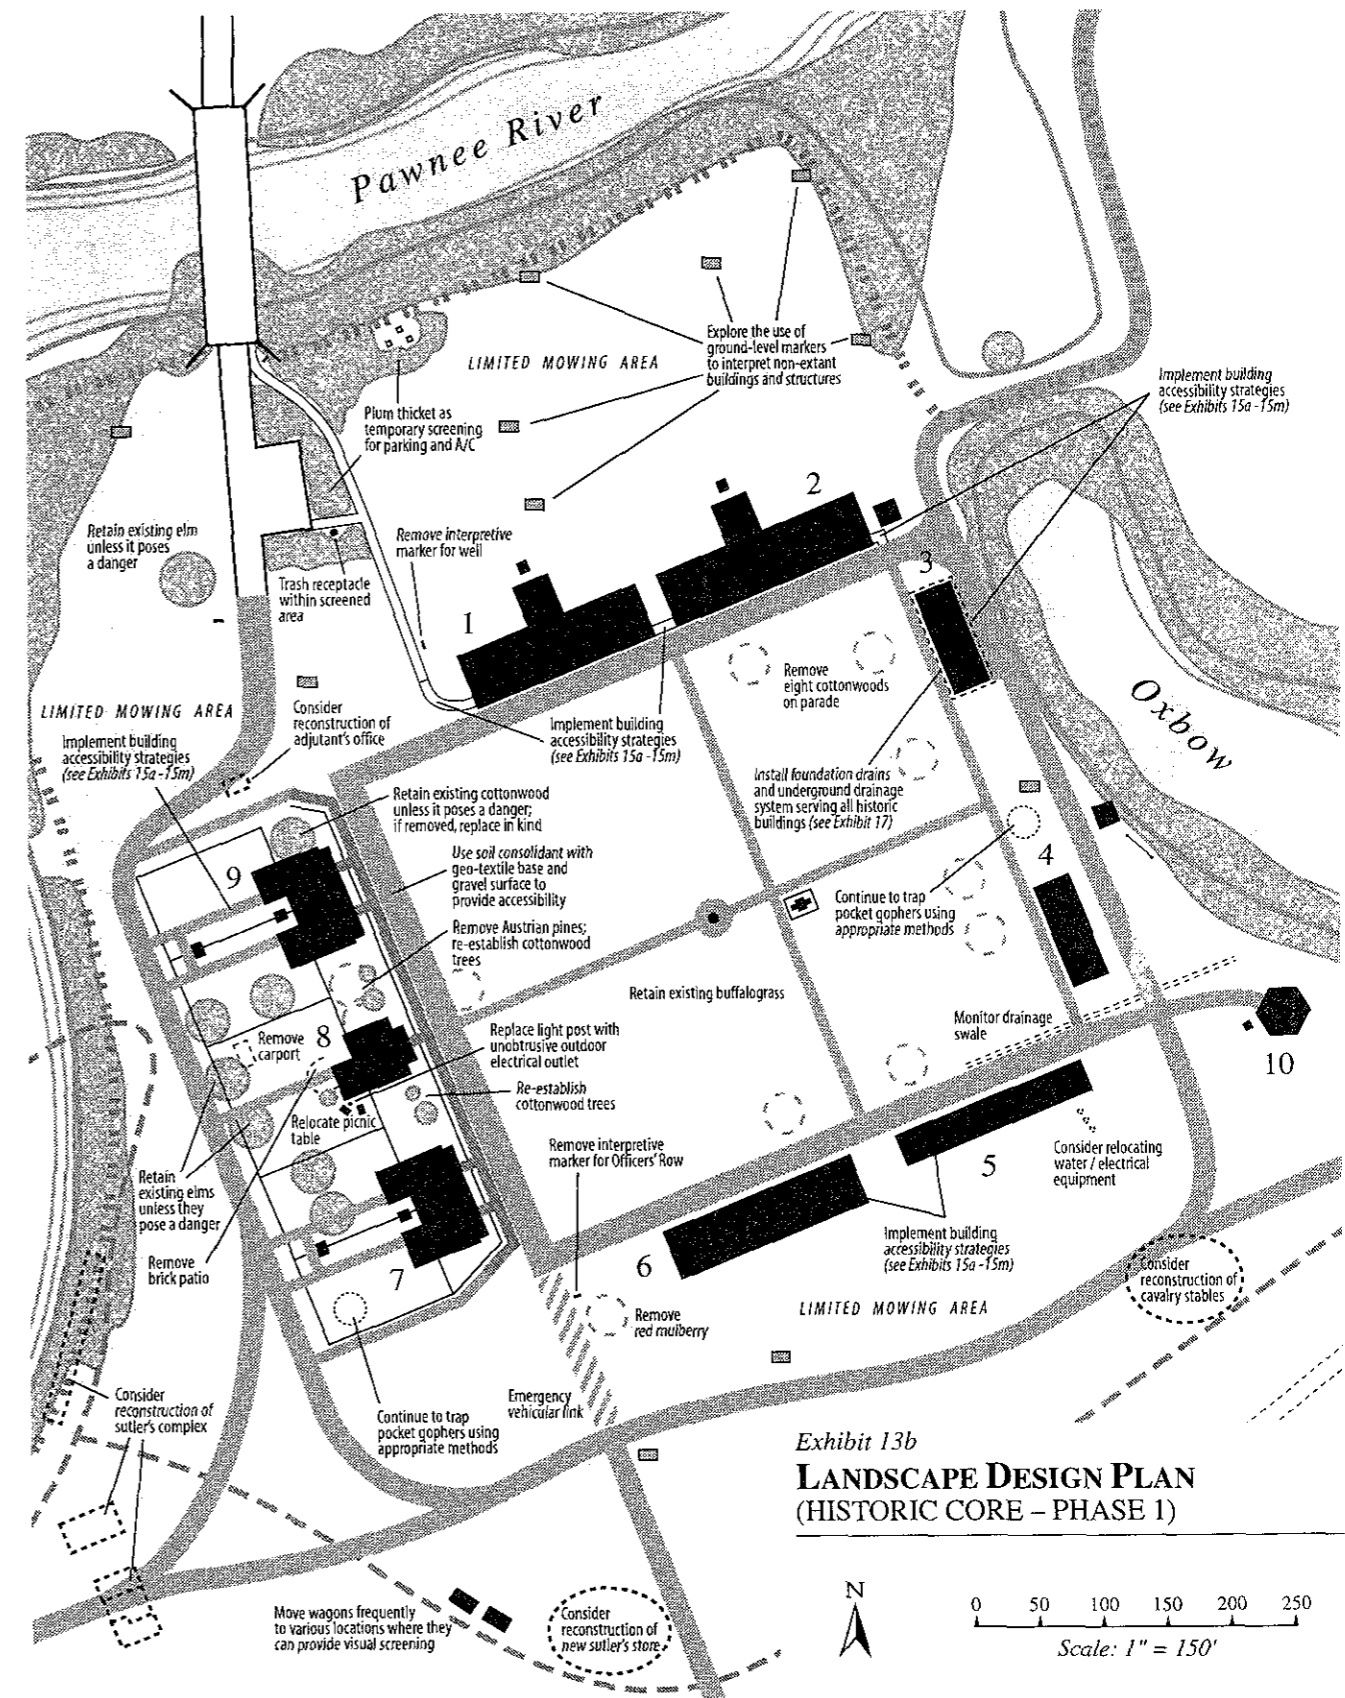 Pawnee River
LIMITED MOWING AREA
Explore the use of
ground-level markers
to interpret non-extant
buildings and structures
Implement building
accessibility strategies
(see Exhibits 15a -15m)
Plum thicket as
temporary screening
for parking and A/C
Retain existing elm
unless it poses
a danger
Remove interpretive
marker for well
Trash receptacle
within screened
area
1
2
3
Remove
eight cottonwoods
on parade
Oxbow
LIMITED MOWING AREA
Consider
reconstruction of
adjutant's office
Implement building
accessibility strategies
(see Exhibits 15a -15m)
Implement building
accessibility strategies
(see Exhibits 15a -15m)
Install foundation drains
and underground drainage
system serving all historic
buildings (see Exhibit 17)
Retain existing cottonwood
unless it poses a danger;
if removed, replace in kind
Use soil consolidant with
geo-textile base and
gravel surface to
provide accessibility
9
4
Continue to trap
pocket gophers using
appropriate methods
Remove Austrian pines;
re-establish cottonwood
trees
Retain existing buffalograss
Monitor drainage
swale
Remove
carport
8
Replace light post with
unobtrusive outdoor
electrical outlet
10
Re-establish
cottonwood trees
Relocate picnic
table
Remove interpretive
marker for Officers' Row
5
Consider relocating
water / electrical
equipment
Retain
existing elms
unless they
pose a danger
Remove
brick patio
7
6
Implement building
accessibility strategies
(see Exhibits 15a -15m)
Consider
reconstruction of
cavalry stables
LIMITED MOWING AREA
Remove
red mulberry
Consider
reconstruction of
sutler's complex
Continue to trap
pocket gophers using
appropriate methods
Emergency
vehicular link
Exhibit 13b
LANDSCAPE DESIGN PLAN
(HISTORIC CORE – PHASE 1)
Move wagons frequently
to various locations where they
can provide visual screening
Consider
reconstruction of
new sutler's store
N
0 50 100 150 200 250
Scale: 1" = 150'